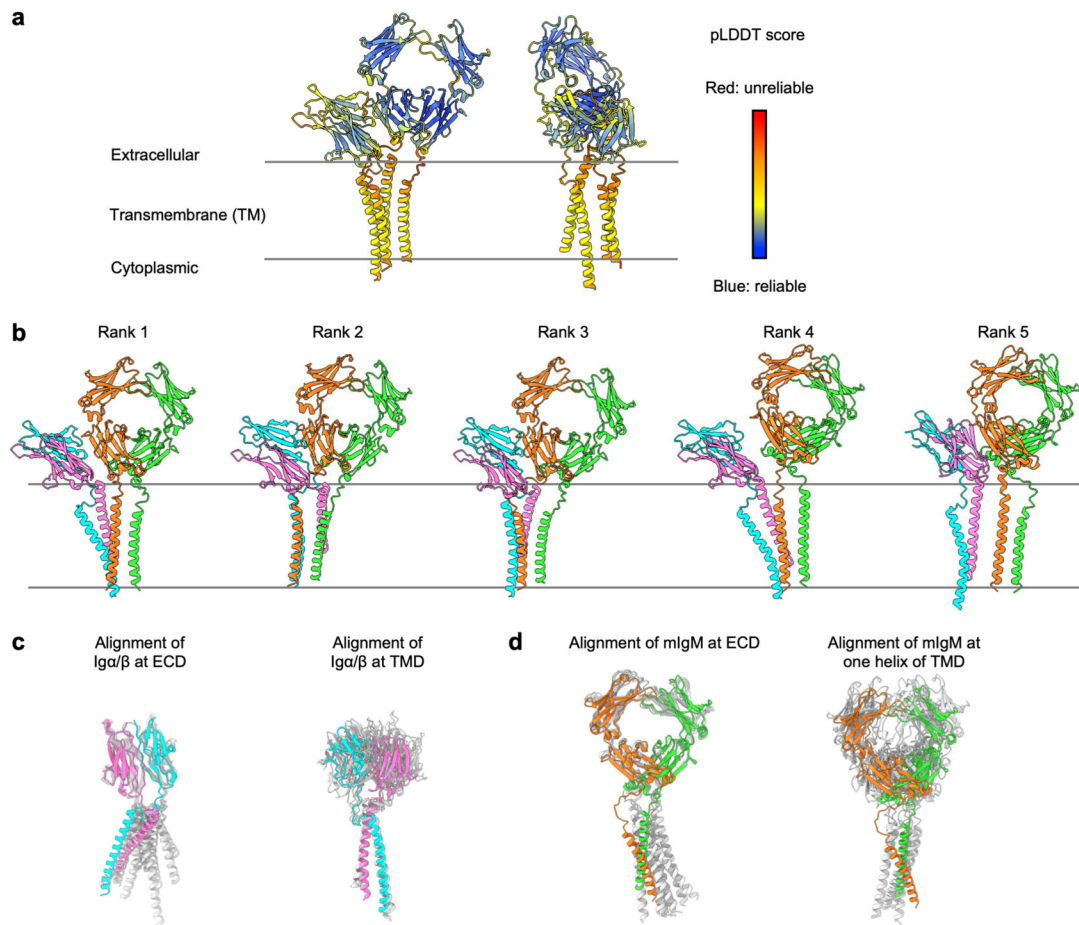 a
pLDDT score
Red: unreliable
Extracellular
Transmembrane (TM)
Cytoplasmic
Blue: reliable
b
Rank 1
Rank 2
Rank 3
Rank 4
Rank 5
c
Alignment of
Igα/β at ECD
Alignment of
Igα/β at TMD
d
Alignment of mIgM at ECD
Alignment of mIgM at
one helix of TMD